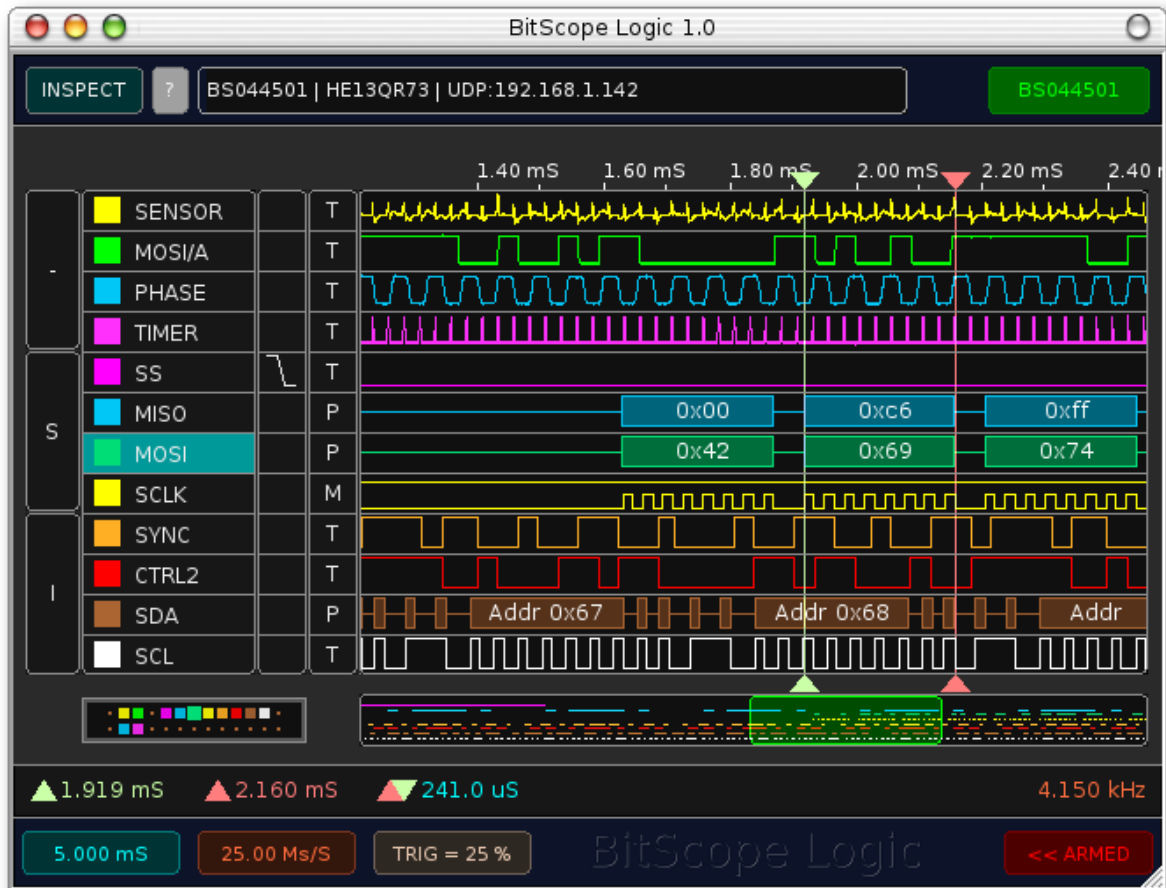 BitScope Logic 1.0
INSPECT ? BS044501 | HE13QR73 | UDP:192.168.1.142 BS044501
1.40 mS 1.60 mS 1.80 mS 2.00 mS 2.20 mS 2.40
- SENSOR T
MOSI/A T
PHASE T
TIMER T
S SS T
MISO P 0x00 0xc6 0xff
MOSI P 0x42 0x69 0x74
SCLK M
I SYNC T
CTRL2 T
SDA P Addr 0x67 Addr 0x68 Addr
SCL T
1.919 mS 2.160 mS 241.0 uS 4.150 kHz
5.000 mS 25.00 Ms/S TRIG = 25 % BitScope Logic << ARMED